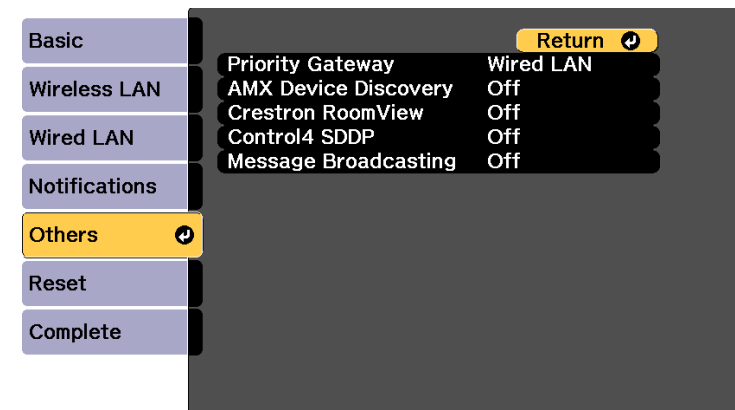 Basic
Wireless LAN
Wired LAN
Notifications
Others
Reset
Complete
Return
Priority Gateway Wired LAN
AMX Device Discovery Off
Crestron RoomView Off
Control4 SDDP Off
Message Broadcasting Off